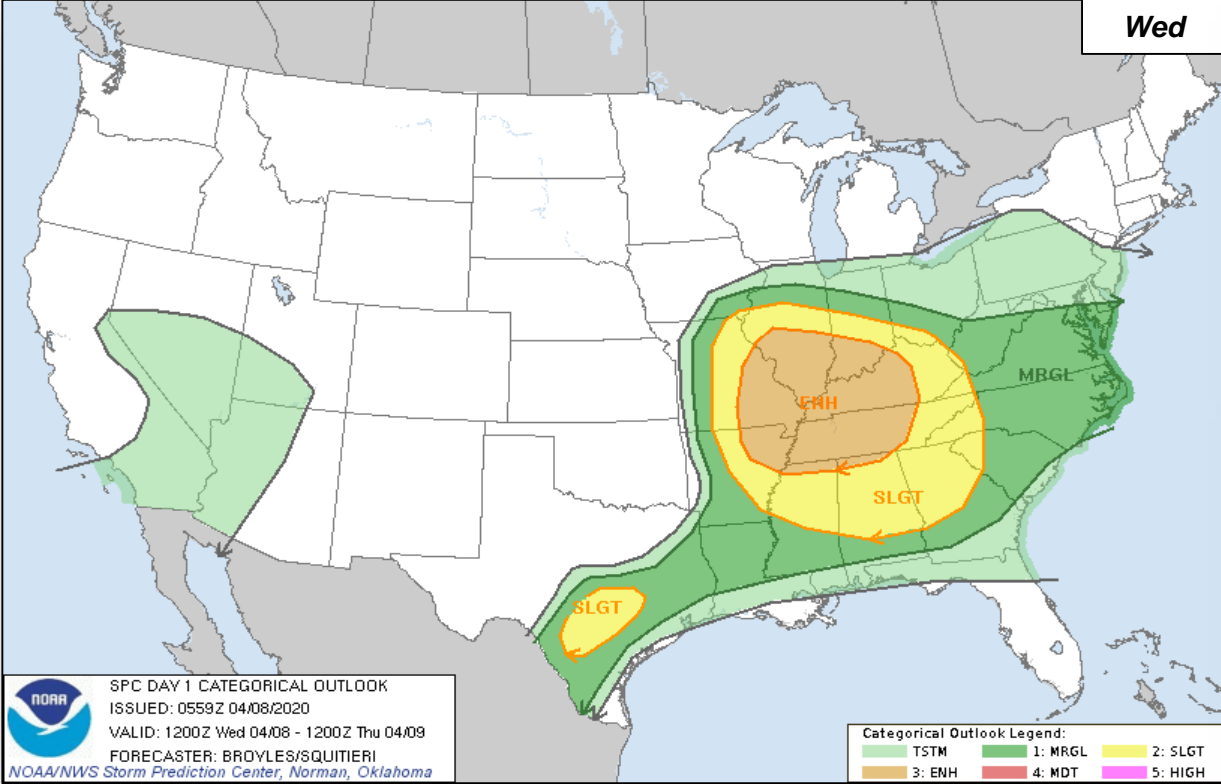 Wed
MRGL
ENH
SLGT
SLGT
NOAA
SPC DAY 1 CATEGORICAL OUTLOOK
ISSUED: 0559Z 04/08/2020
VALID: 1200Z Wed 04/08 - 1200Z Thu 04/09
FORECASTER: BROYLES/SQUITIERI
NOAA/NWS Storm Prediction Center, Norman, Oklahoma
Categorical Outlook Legend:
TSTM 1: MRGL 2: SLGT
3: ENH 4: MDT 5: HIGH